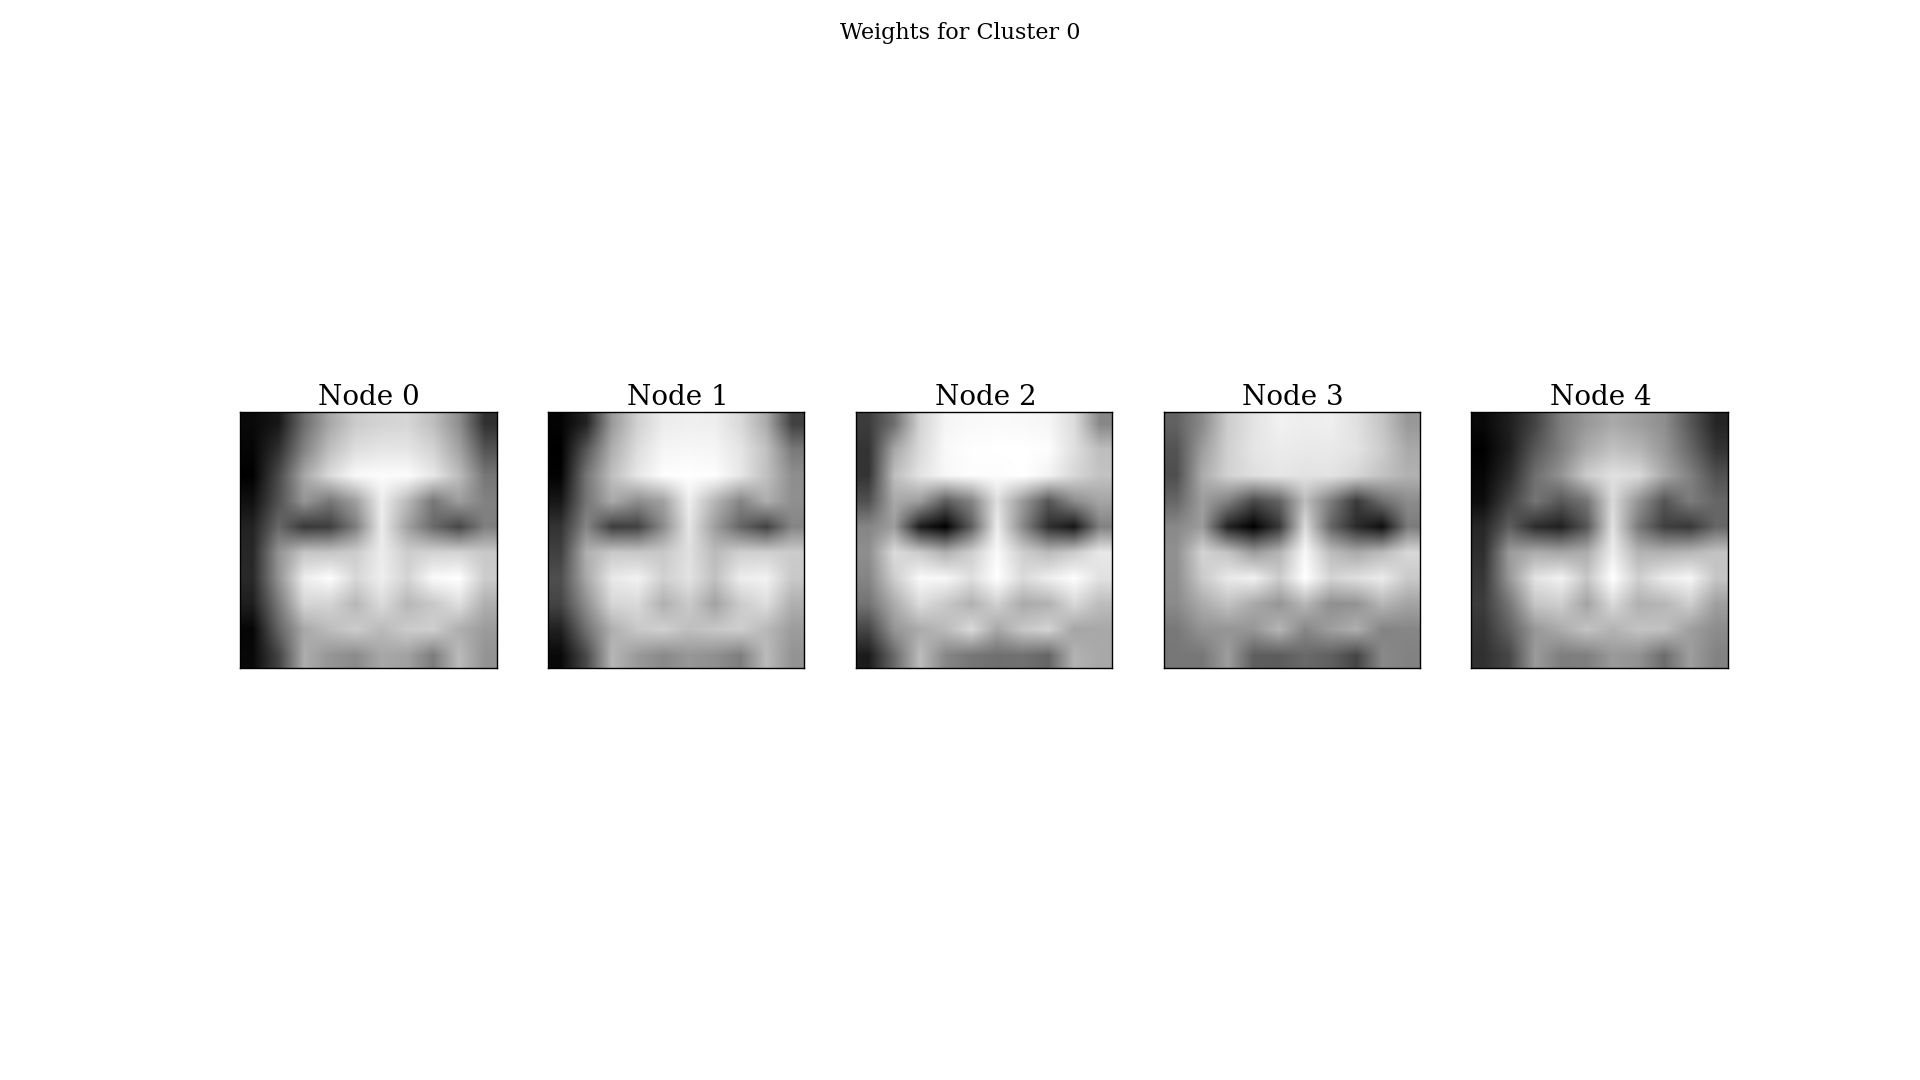 Weights for Cluster 0
Node 0
Node 1
Node 2
Node 3
Node 4